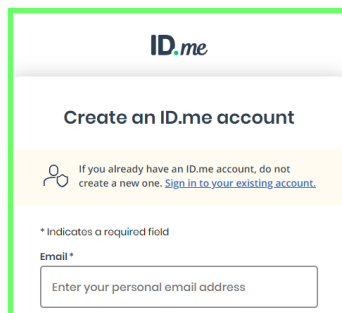 ID.me
Create an ID.me account
If you already have an ID.me account, do not
create a new one. Sign in to your existing account.
* Indicates a required field
Email *
Enter your personal email address